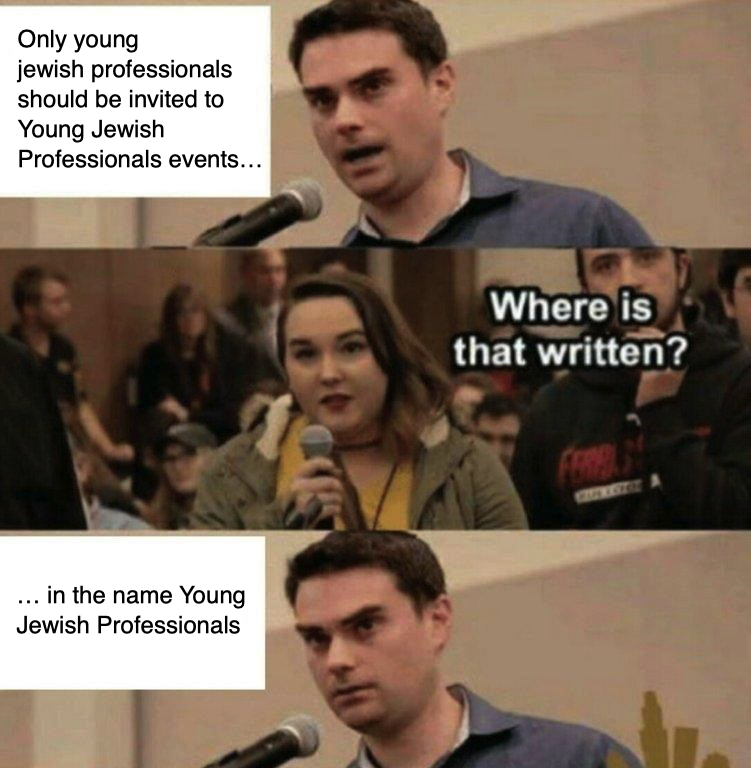 Only young
jewish professionals
should be invited to
Young Jewish
Professionals events...
Where is
that written?
... in the name Young
Jewish Professionals